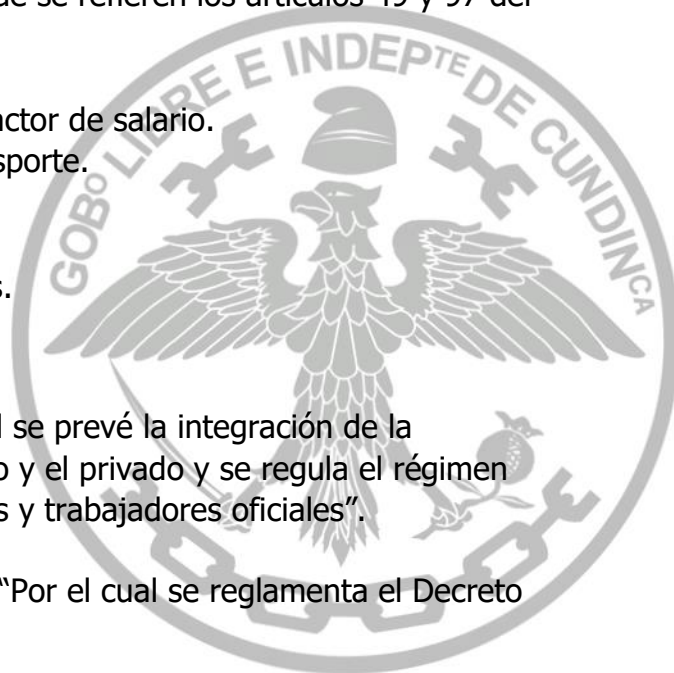 se refieren los artículos 49 y 97 del
actor de salario.
sporte.
s.
se prevé la integración de la
o y el privado y se regula el régimen
s y trabajadores oficiales”.
“Por el cual se reglamenta el Decreto
GOBº LIBRE E INDEPTE DE CUNDINCA